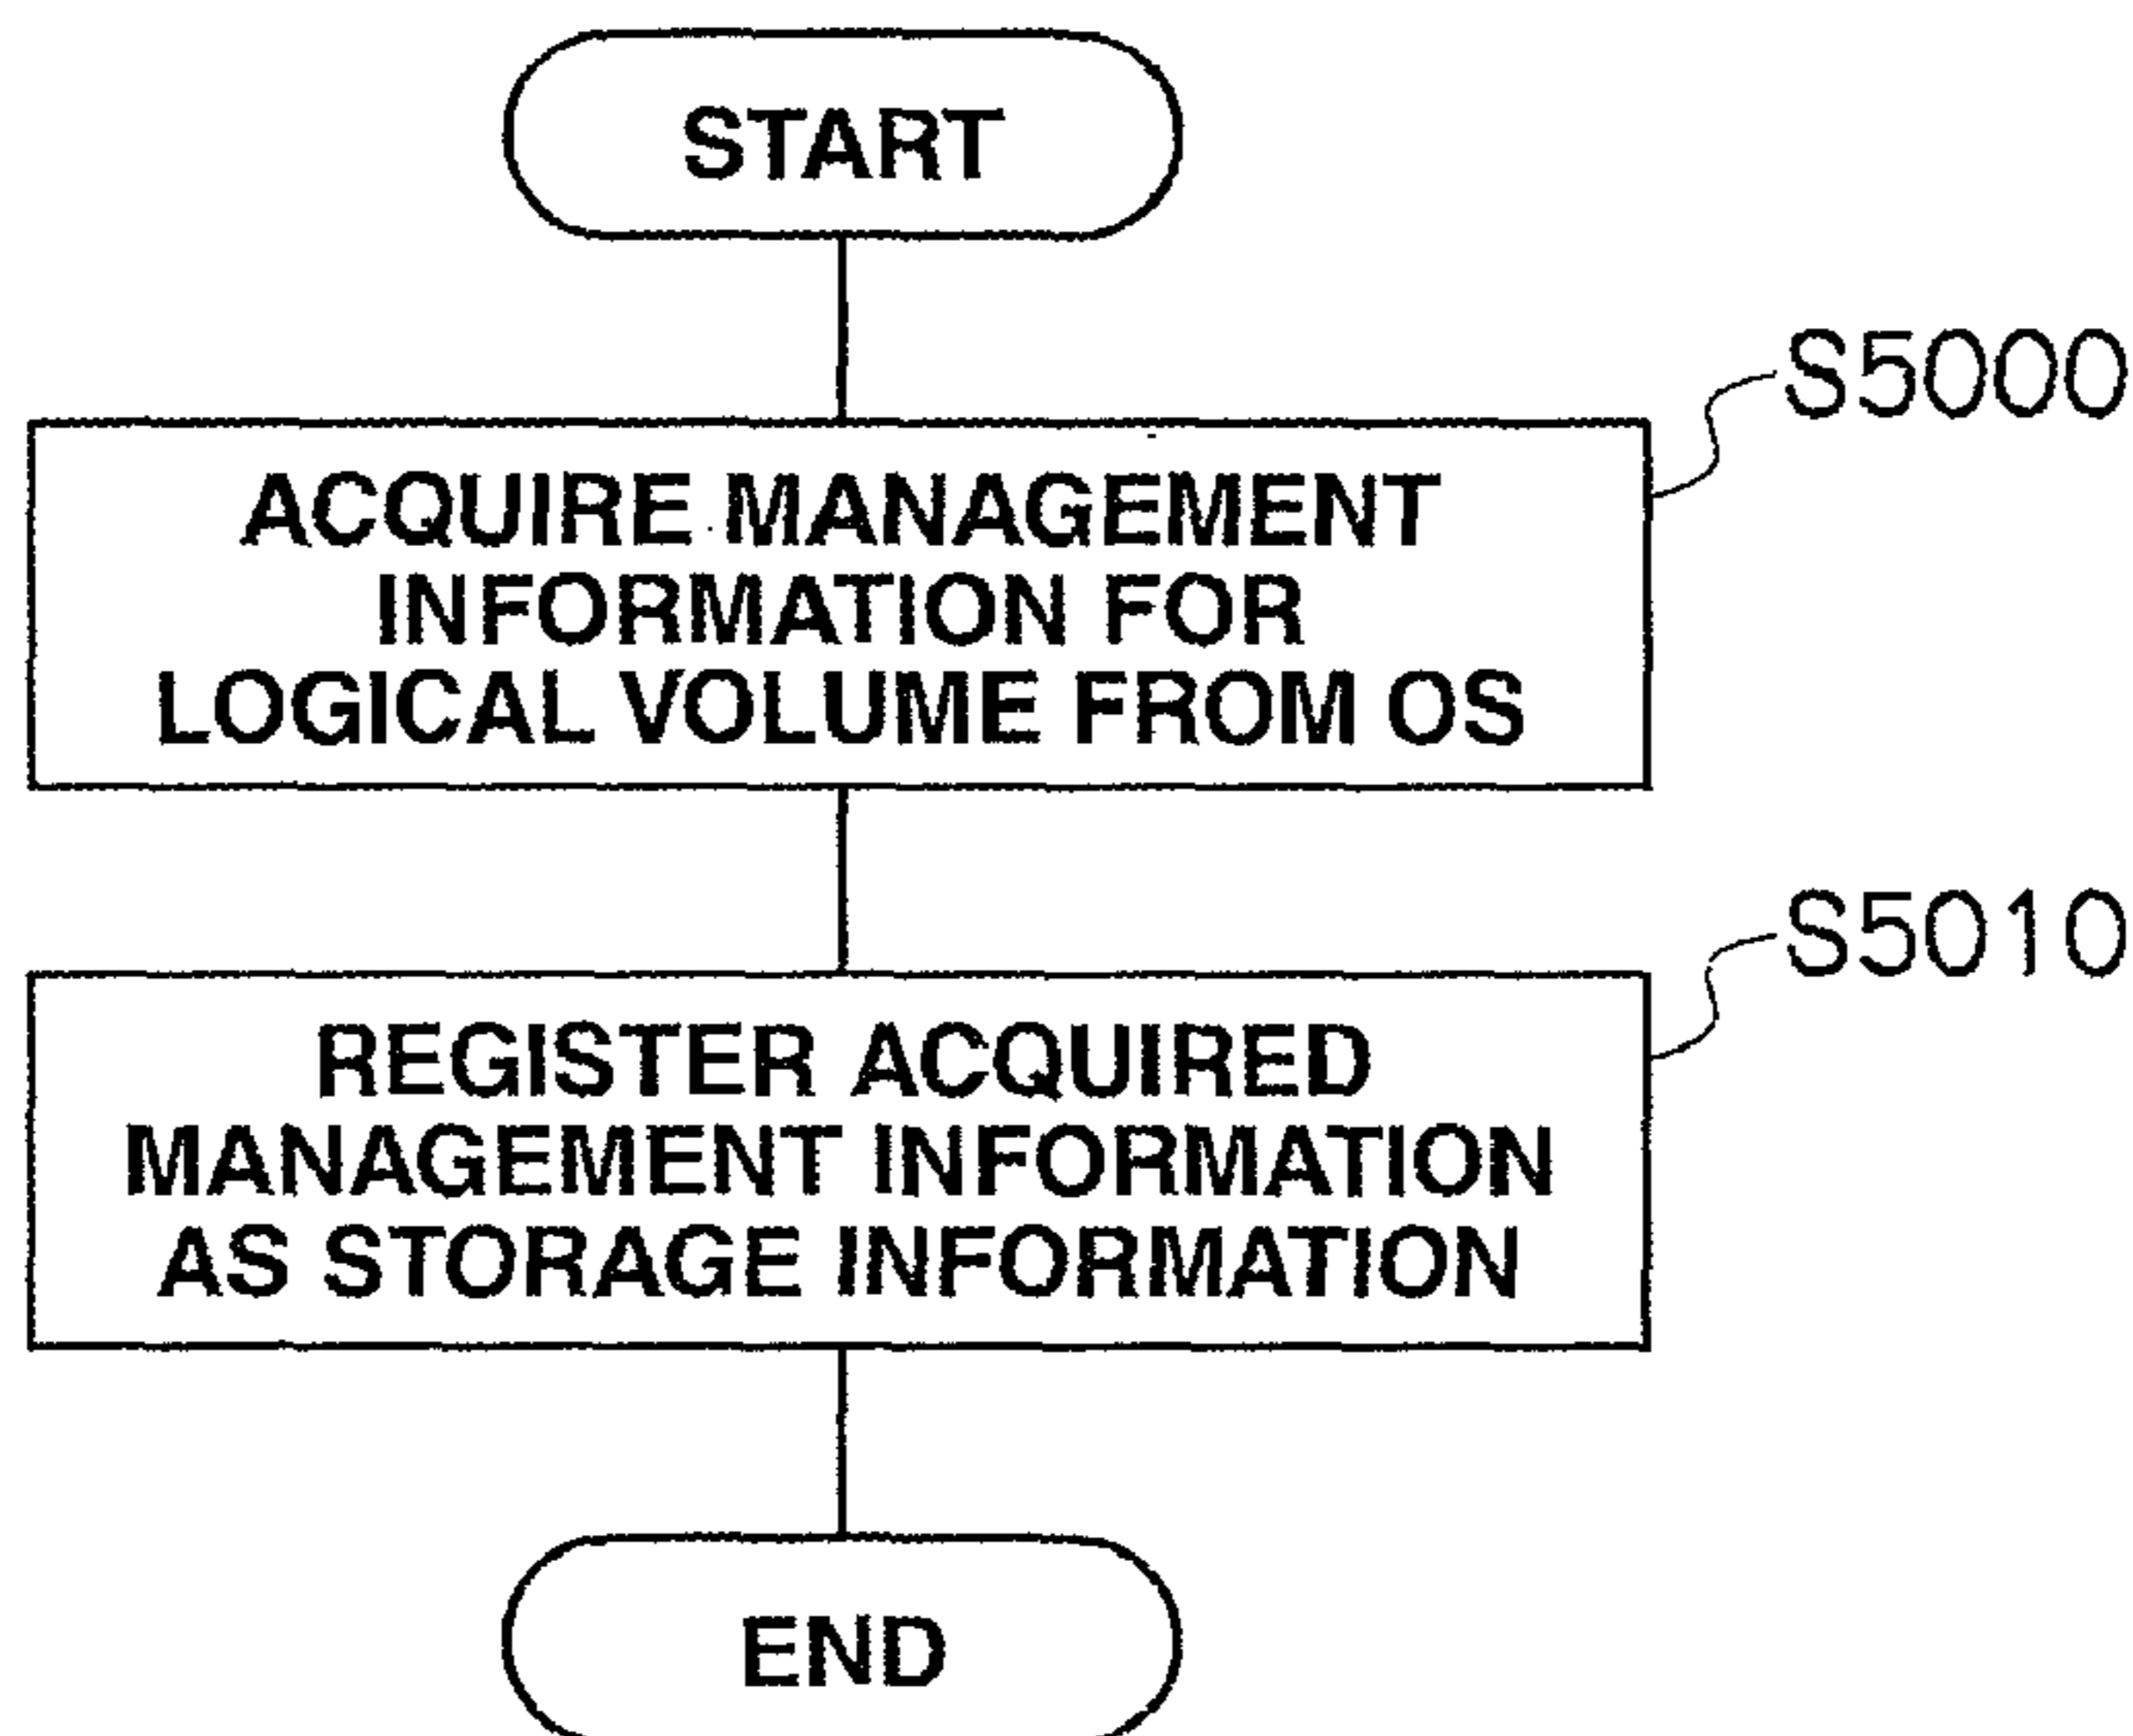 START
S5000
ACQUIRE MANAGEMENT
INFORMATION FOR
LOGICAL VOLUME FROM OS
S5010
REGISTER ACQUIRED
MANAGEMENT INFORMATION
AS STORAGE INFORMATION
END